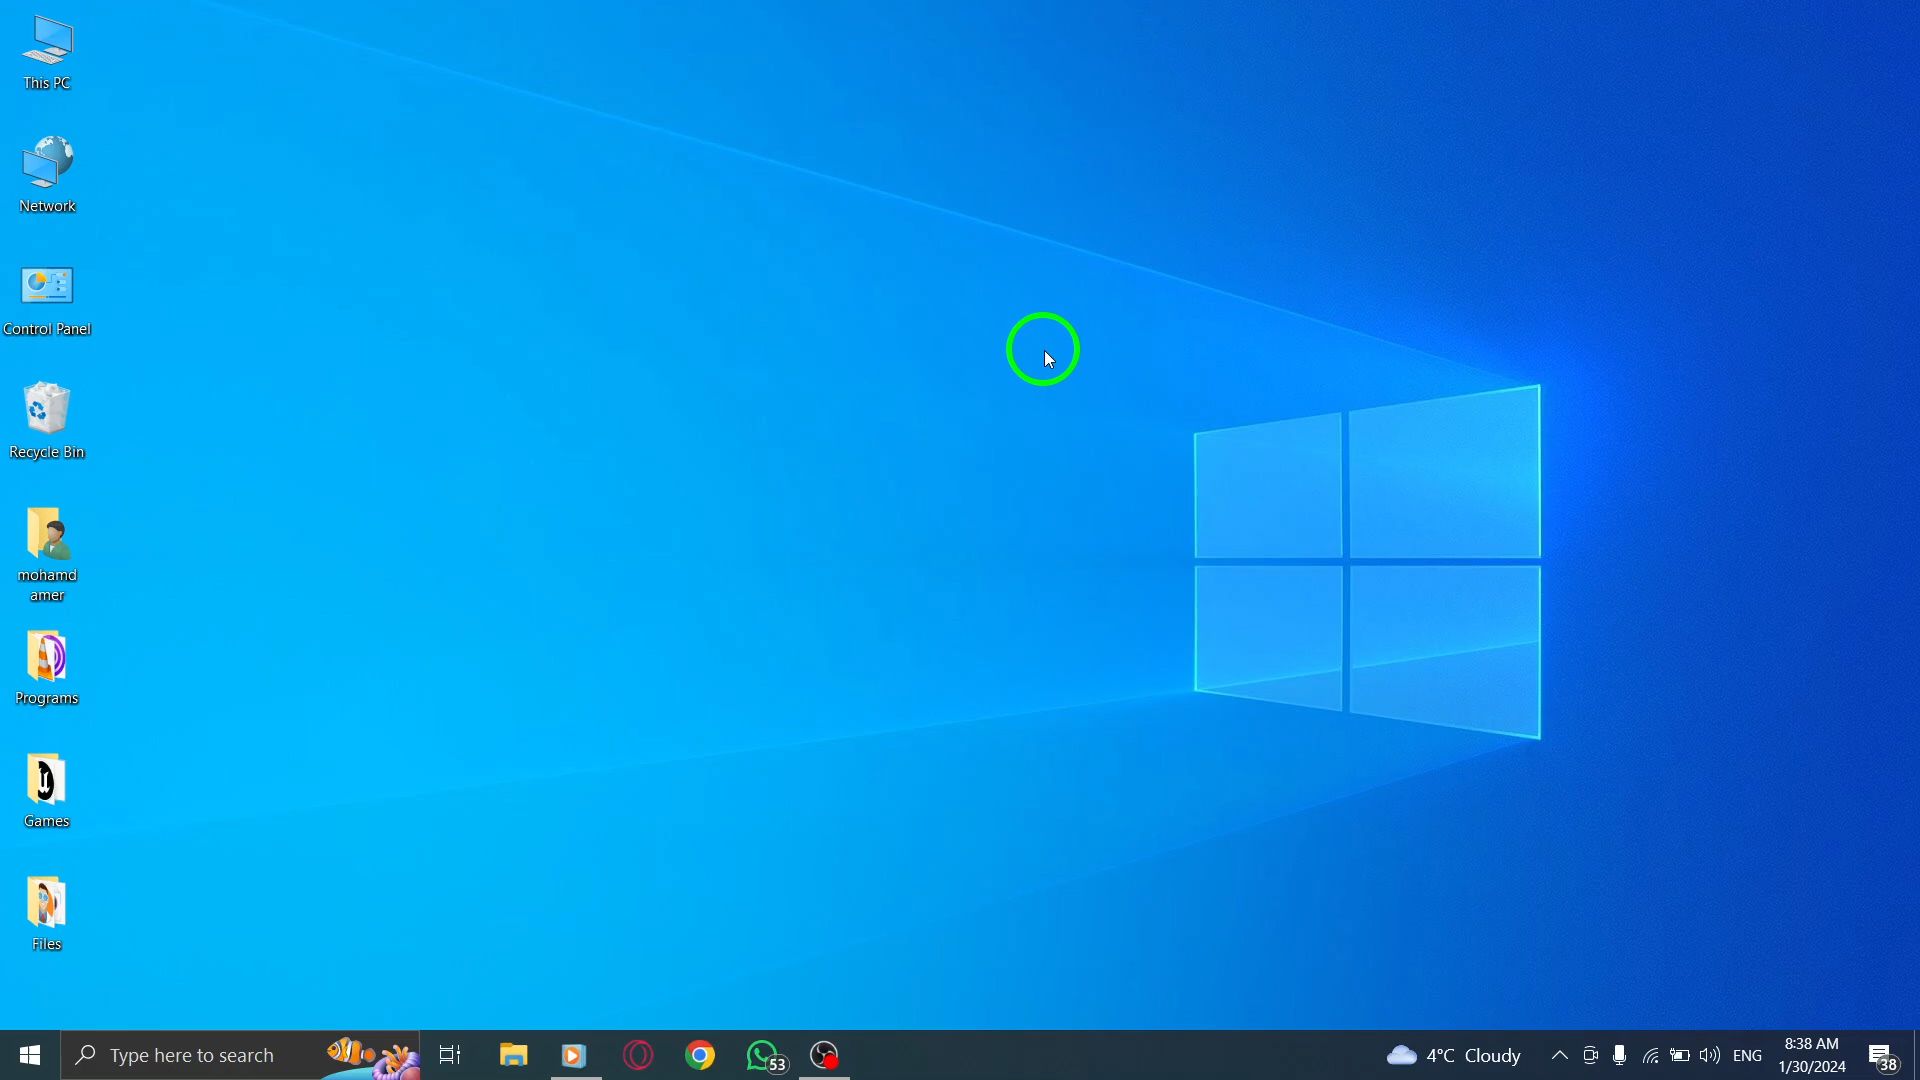 This PC
Network
Control Panel
Recycle Bin
mohamd
amer
Programs
Games
Files
Type here to search
53
4°C Cloudy
ENG
8:38 AM
1/30/2024
38